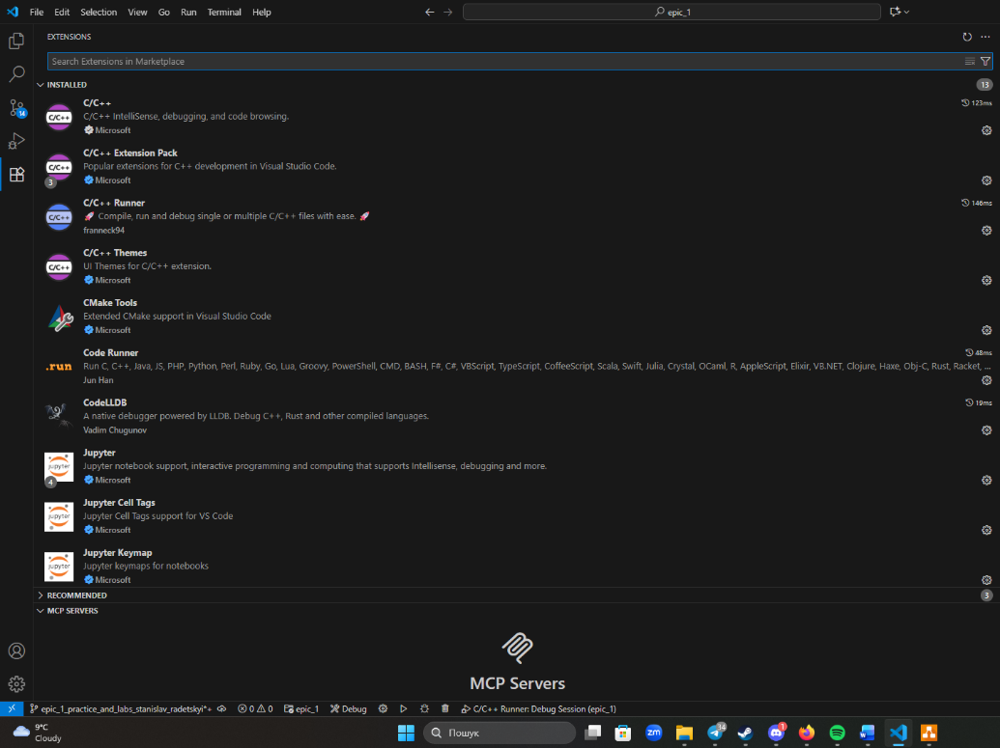 File Edit Selection View Go Run Terminal Help
epic_1
EXTENSIONS
Search Extensions in Marketplace
INSTALLED 13
C/C++ 123ms
C/C++
C/C++ IntelliSense, debugging, and code browsing.
Microsoft
C/C++ Extension Pack
C/C++
Popular extensions for C++ development in Visual Studio Code.
3
Microsoft
C/C++ Runner 146ms
C/C++
🚀 Compile, run and debug single or multiple C/C++ files with ease. 🚀
franneck94
C/C++ Themes
C/C++
UI Themes for C/C++ extension.
Microsoft
CMake Tools
Extended CMake support in Visual Studio Code
Microsoft
Code Runner 48ms
.run
Run C, C++, Java, JS, PHP, Python, Perl, Ruby, Go, Lua, Groovy, PowerShell, CMD, BASH, F#, C#, VBScript, TypeScript, CoffeeScript, Scala, Swift, Julia, Crystal, OCaml, R, AppleScript, Elixir, VB.NET, Clojure, Haxe, Obj-C, Rust, Racket, ...
Jun Han
CodeLLDB 19ms
A native debugger powered by LLDB. Debug C++, Rust and other compiled languages.
Vadim Chugunov
Jupyter
jupyter
Jupyter notebook support, interactive programming and computing that supports Intellisense, debugging and more.
4
Microsoft
Jupyter Cell Tags
jupyter
Jupyter Cell Tags support for VS Code
Microsoft
Jupyter Keymap
jupyter
Jupyter keymaps for notebooks
Microsoft
RECOMMENDED 3
MCP SERVERS
MCP Servers
14
epic_1_practice_and_labs_stanislav_radetskyi*+ 0 0 epic_1 Debug C/C++ Runner: Debug Session (epic_1)
9°C
Cloudy
Пошук
zm
14
1
W